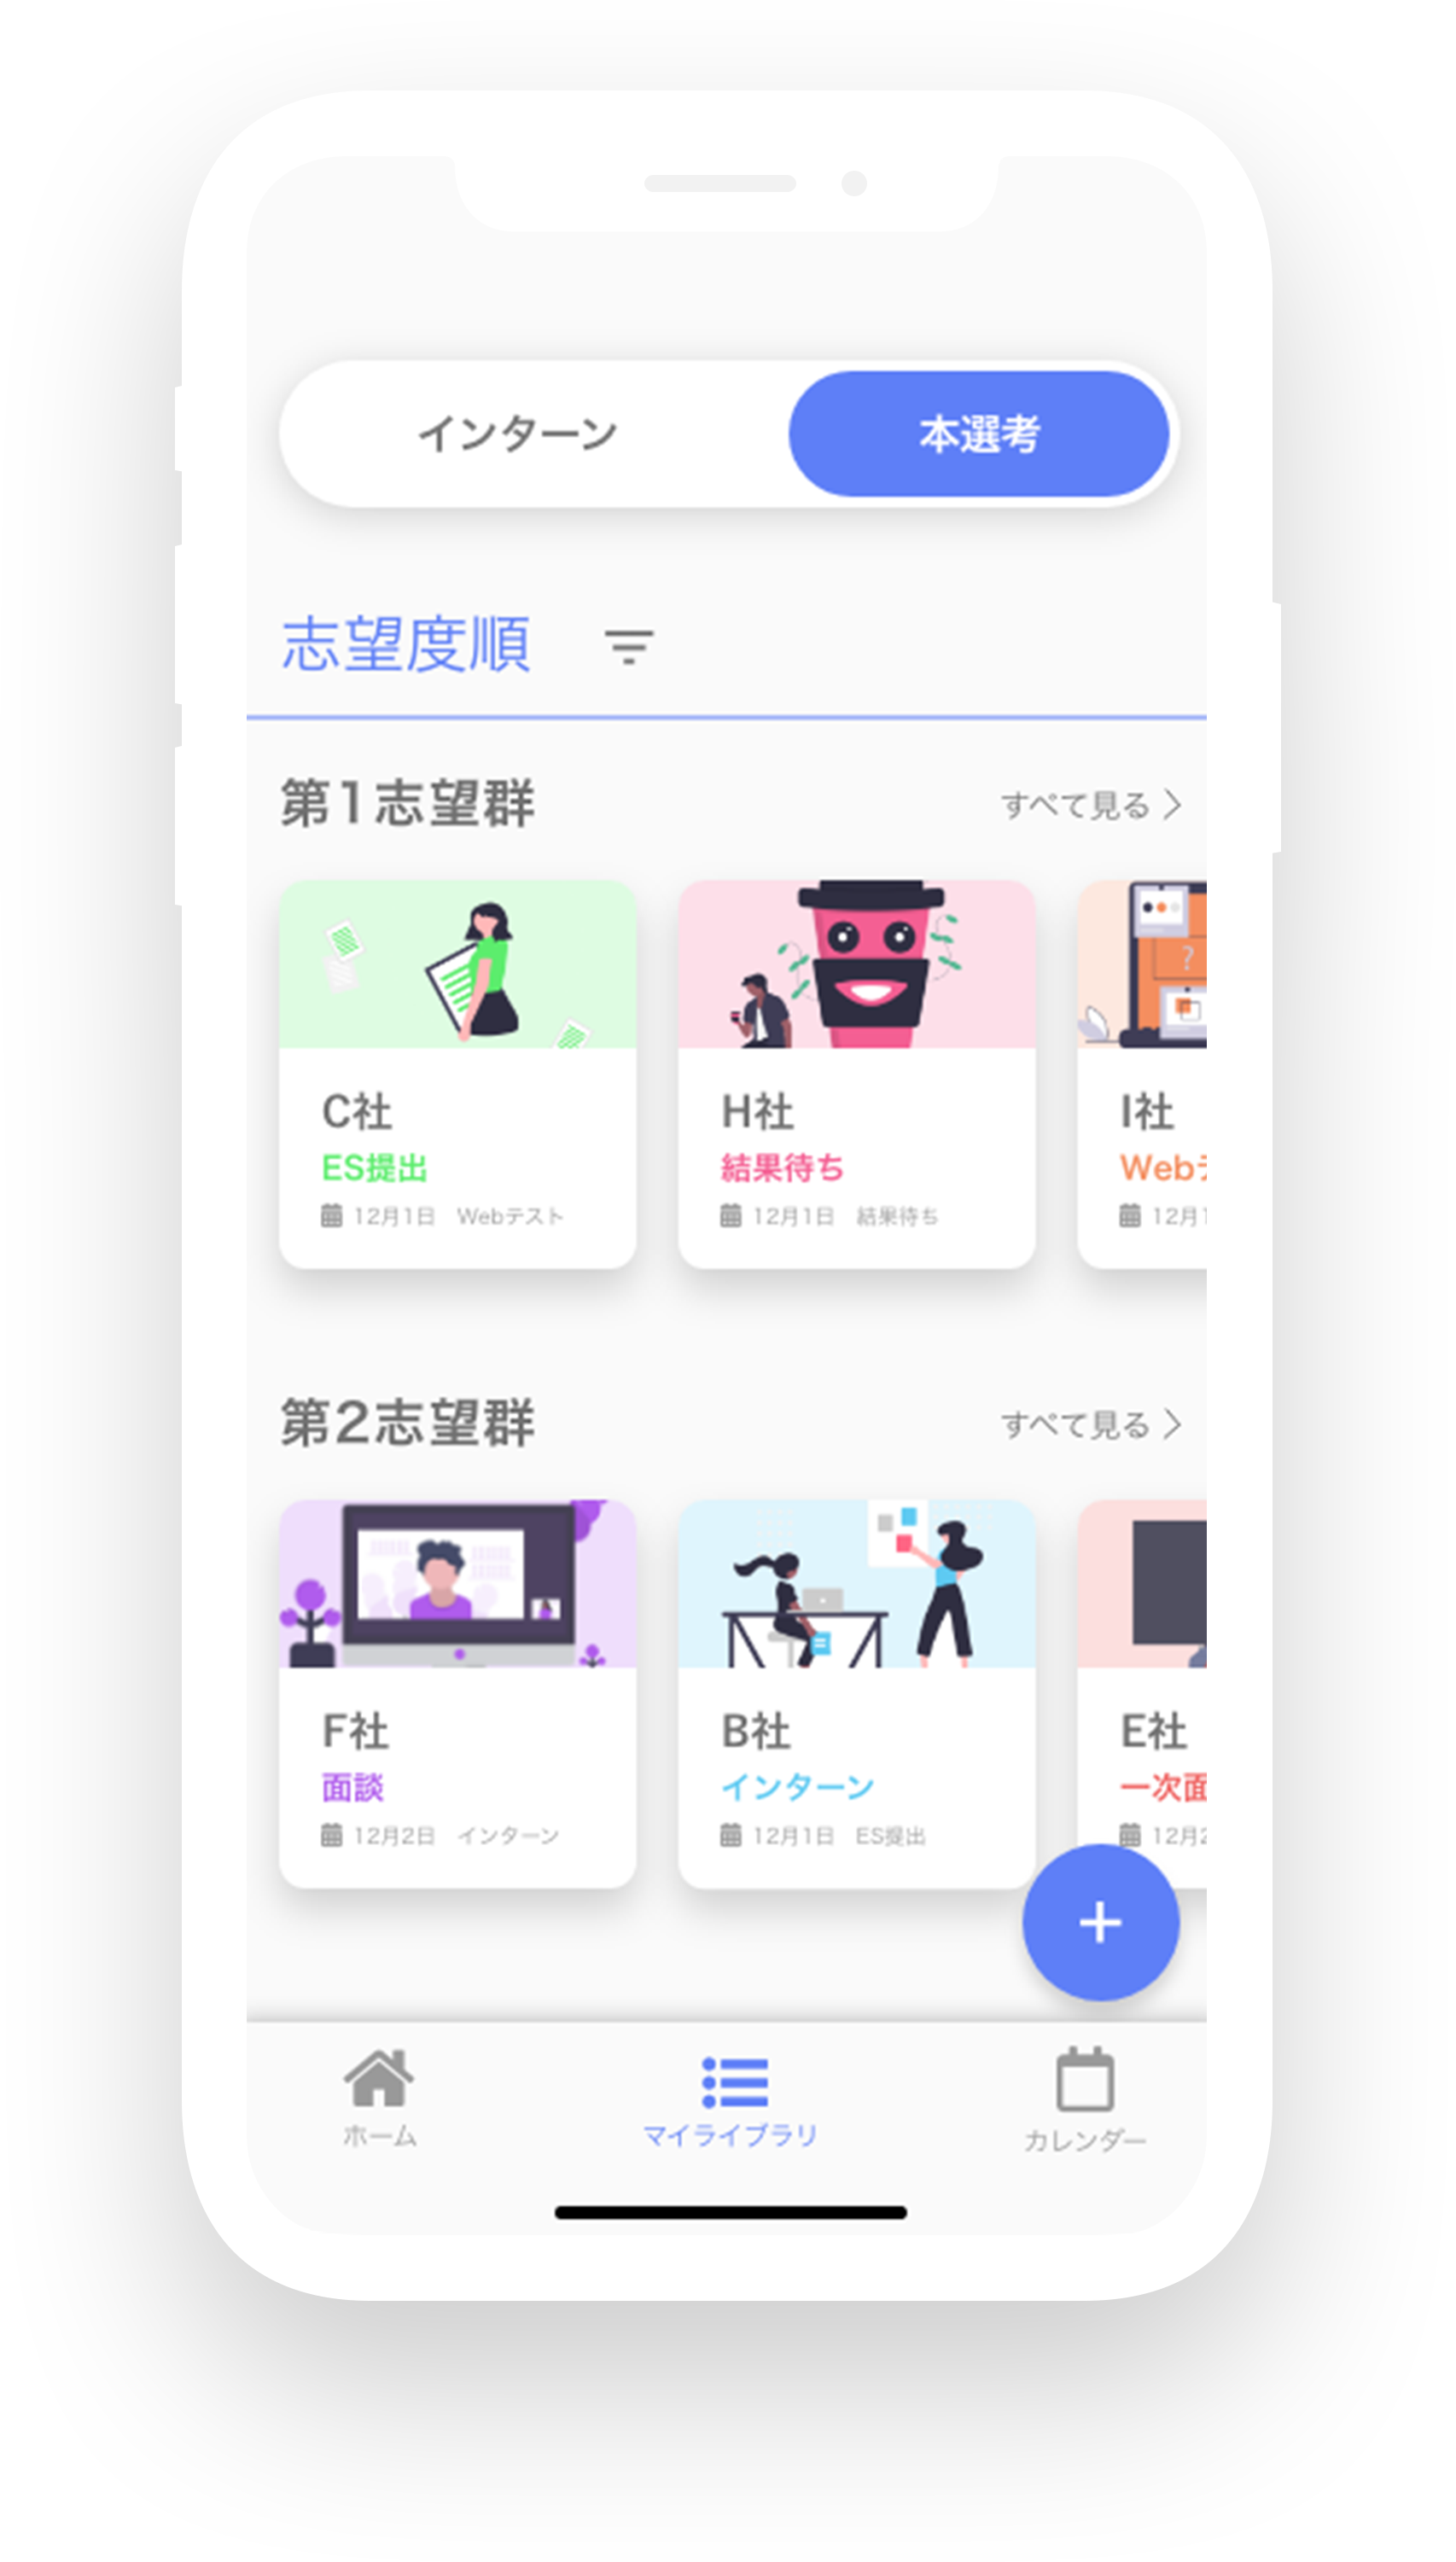 インターン 本選考
志望度順
第1志望群 すべて見る
C社 H社 I社
ES提出 結果待ち Web
12月1日 Webテスト 12月1日 結果待ち 12月
第2志望群 すべて見る
F社 B社 E社
面談 インターン 一次面
12月2日 インターン 12月1日 ES提出 12月
ホーム マイライブラリ カレンダー